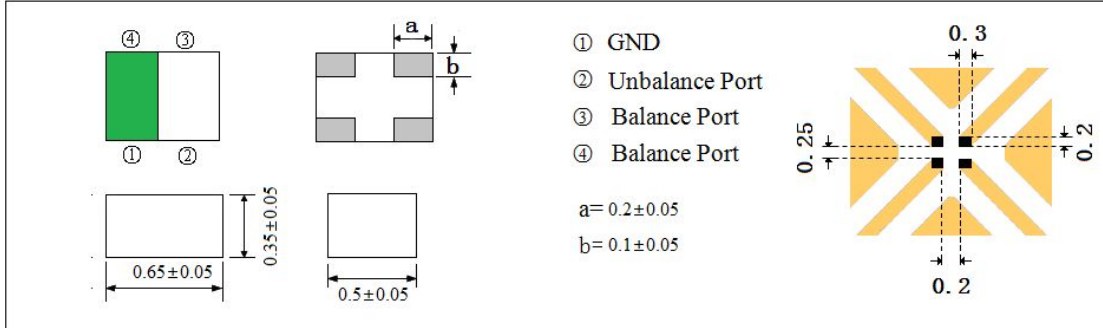 ④ ③
① ②
a
b
0.65±0.05
0.35±0.05
0.5±0.05
① GND
② Unbalance Port
③ Balance Port
④ Balance Port
a= 0.2±0.05
b= 0.1±0.05
0. 3
0. 25
0. 2
0. 2